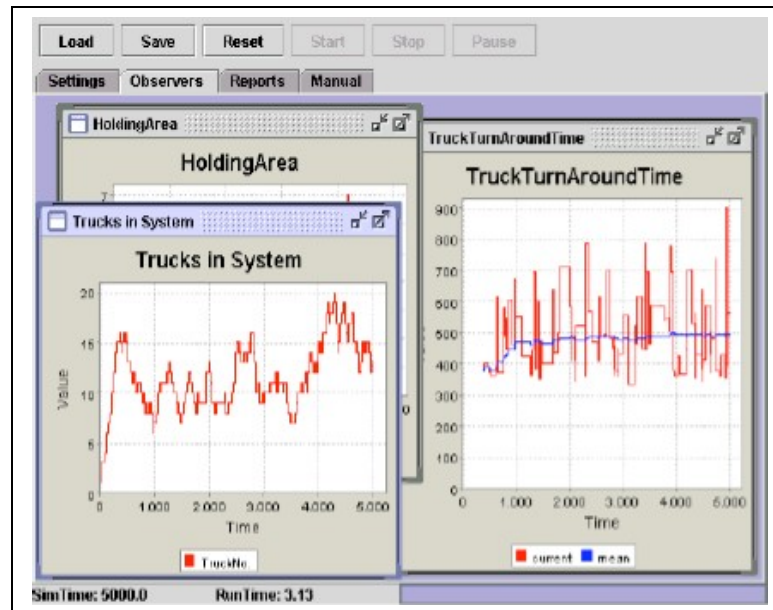 Load Save Reset Start Stop Pause
Settings Observers Reports Manual
HoldingArea
HoldingArea
7
Trucks in System
Trucks in System
20
15
10
5
0
Value
0 1.000 2.000 3.000 4.000 5.000
Time
TruckNo.
0
TruckTurnAroundTime
TruckTurnAroundTime
900
800
700
600
500
400
300
200
100
0
0 1.000 2.000 3.000 4.000 5.000
Time
current mean
SimTime: 5000.0 RunTime: 3.13